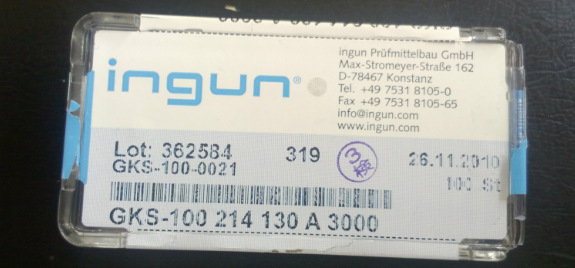 ingun
ingun Prüfmittelbau GmbH
Max-Stromeyer-Straße 162
D-78467 Konstanz
Tel. +49 7531 8105-0
Fax +49 7531 8105-65
info@ingun.com
www.ingun.com
Lot: 362584 319 26.11.2010
GKS-100-0021 100 St
GKS-100 214 130 A 3000